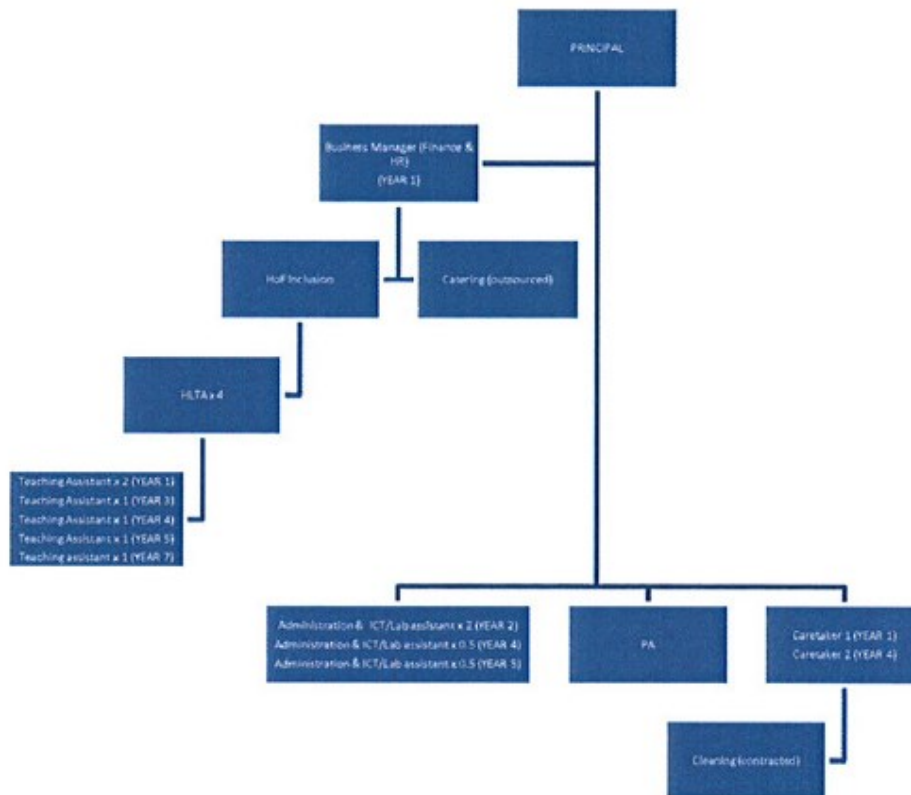 PRINCIPAL
Business Manager (Finance &
HR)
(YEAR 1)
HoF Inclusion
Catering (outsourced)
HLTA x 4
Teaching Assistant x 2 (YEAR 1)
Teaching Assistant x 1 (YEAR 3)
Teaching Assistant x 1 (YEAR 4)
Teaching Assistant x 1 (YEAR 5)
Teaching assistant x 1 (YEAR 7)
Administration & ICT/Lab assistant x 2 (YEAR 2)
Administration & ICT/Lab assistant x 0.5 (YEAR 4)
Administration & ICT/Lab assistant x 0.5 (YEAR 5)
PA
Caretaker 1 (YEAR 1)
Caretaker 2 (YEAR 4)
Cleaning (contracted)